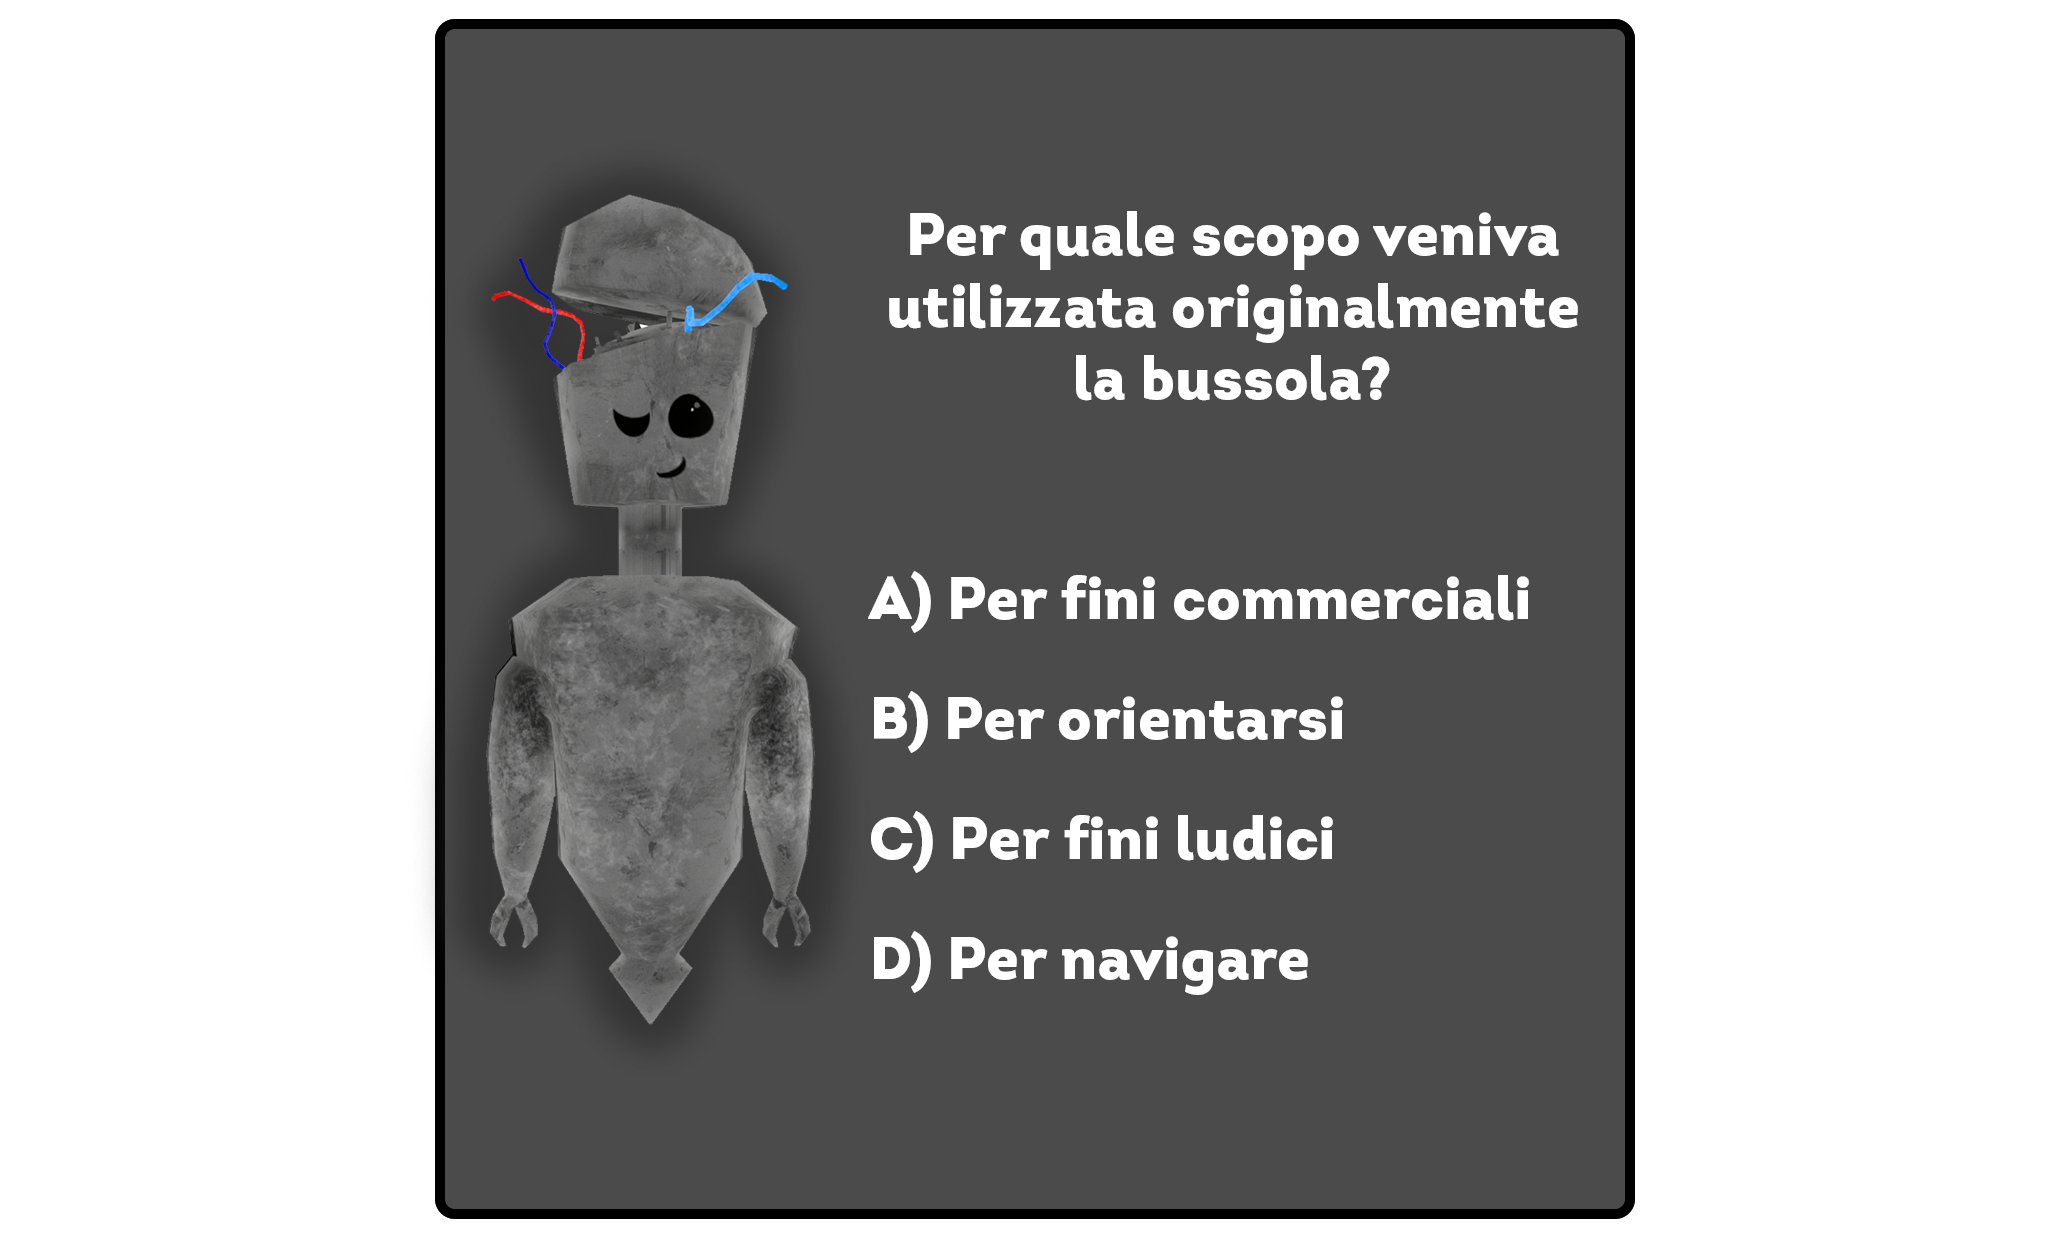 Per quale scopo veniva
utilizzata originalmente
la bussola?
A) Per fini commerciali
B) Per orientarsi
C) Per fini ludici
D) Per navigare